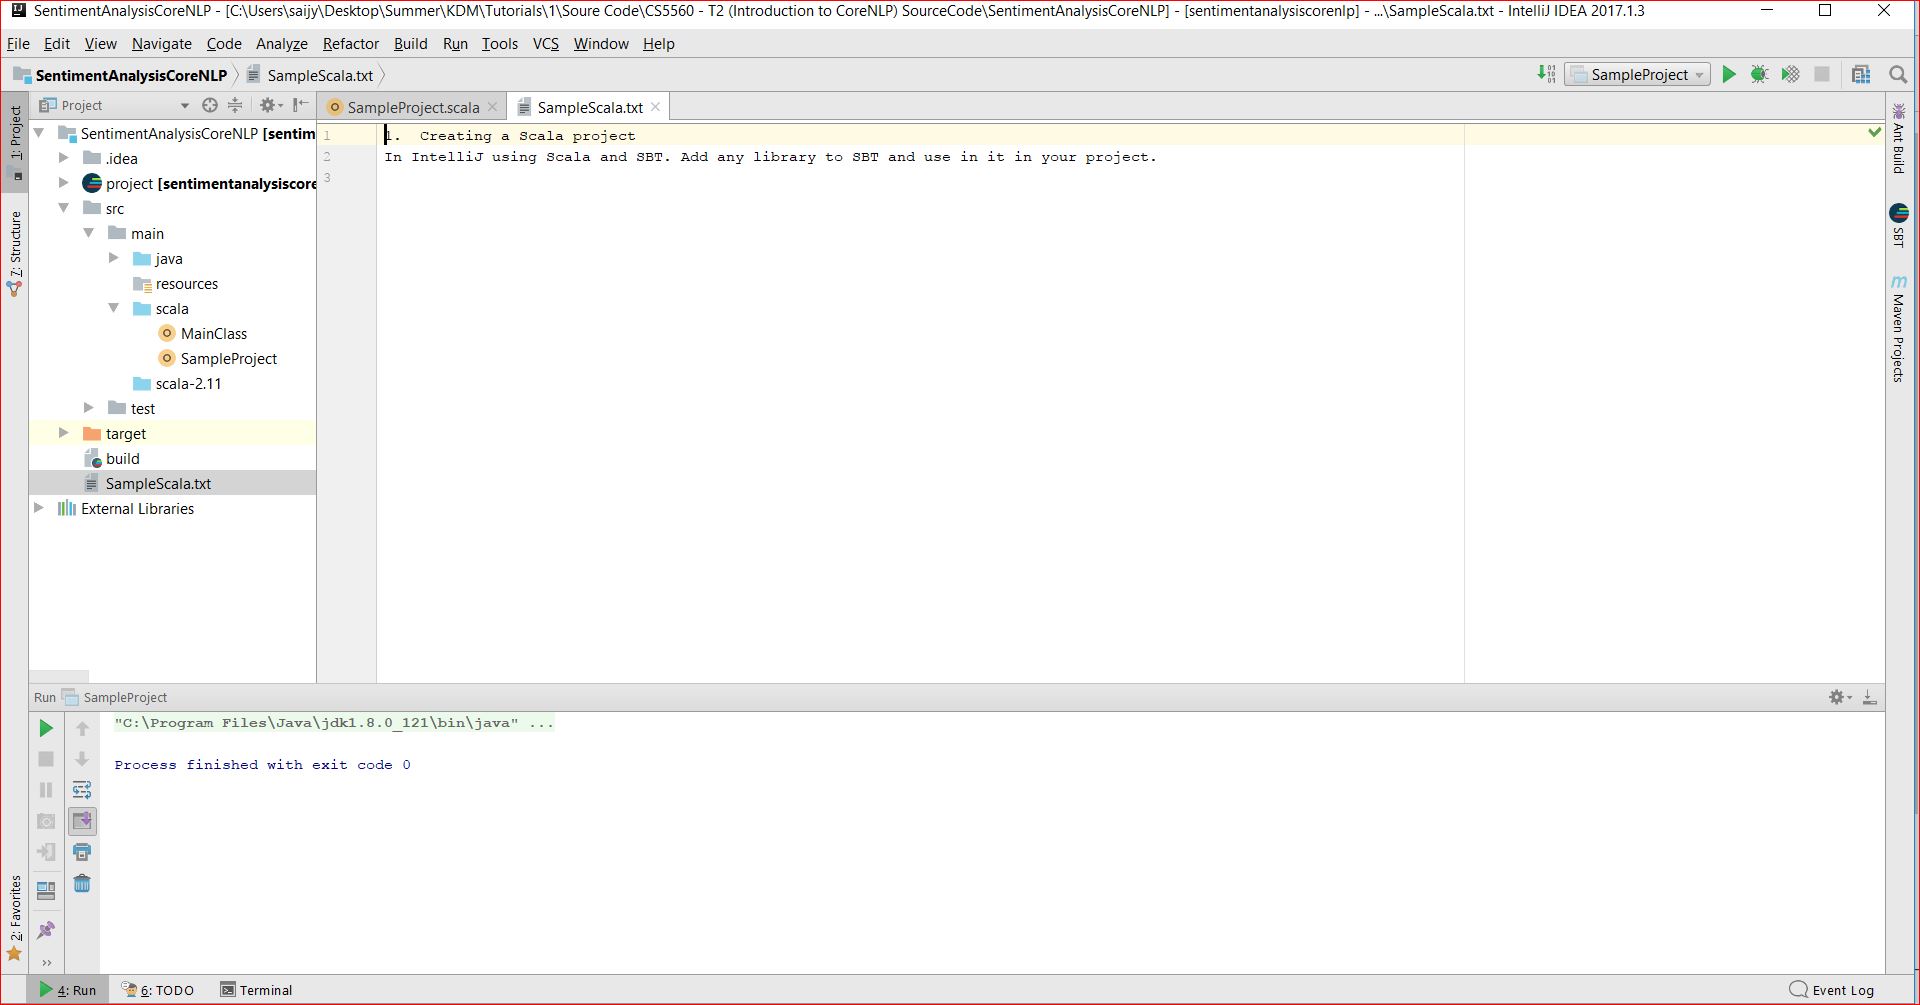 SentimentAnalysisCoreNLP - [C:\Users\saijy\Desktop\Summer\KDM\Tutorials\1\Soure Code\CS5560 - T2 (Introduction to CoreNLP) SourceCode\SentimentAnalysisCoreNLP] - [sentimentanalysiscorenlp] - ...\SampleScala.txt - IntelliJ IDEA 2017.1.3
File Edit View Navigate Code Analyze Refactor Build Run Tools VCS Window Help
SentimentAnalysisCoreNLP SampleScala.txt
SampleProject
1: Project
7: Structure
2: Favorites
Project
SentimentAnalysisCoreNLP [sentim
.idea
project [sentimentanalysiscore
src
main
java
resources
scala
MainClass
SampleProject
scala-2.11
test
target
build
SampleScala.txt
External Libraries
SampleProject.scala SampleScala.txt
1 1. Creating a Scala project
2 In IntelliJ using Scala and SBT. Add any library to SBT and use in it in your project.
3
Ant Build
SBT
Maven Projects
Run SampleProject
"C:\Program Files\Java\jdk1.8.0_121\bin\java" ...
Process finished with exit code 0
4: Run 6: TODO Terminal Event Log